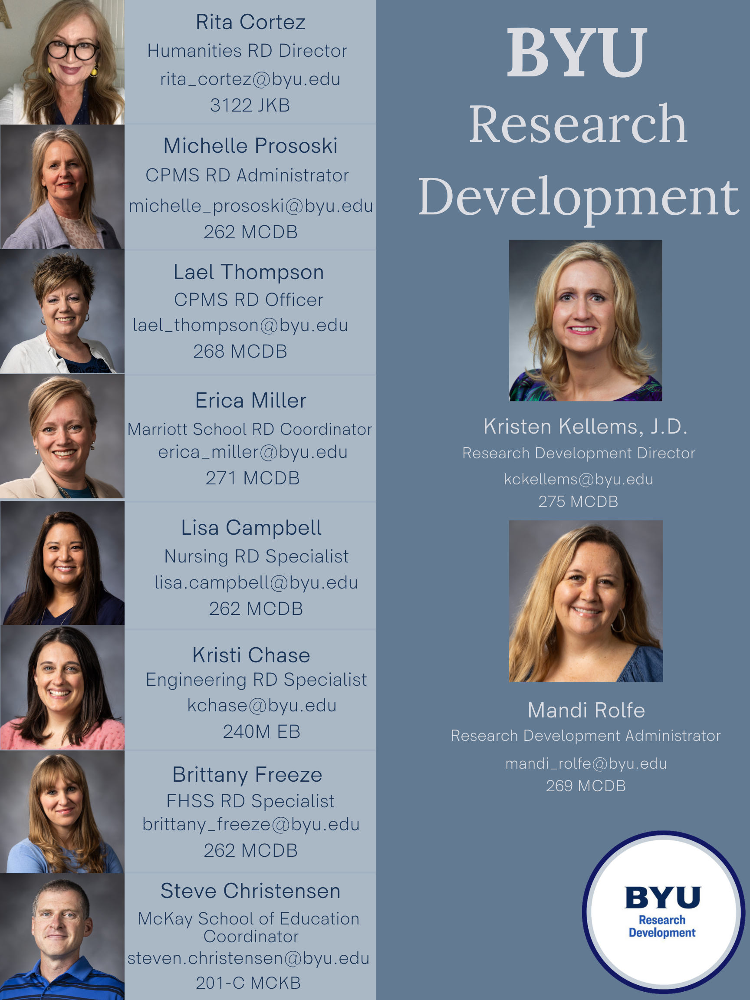 Rita Cortez
Humanities RD Director
rita_cortez@byu.edu
3122 JKB
Michelle Prososki
CPMS RD Administrator
michelle_prososki@byu.edu
262 MCDB
Lael Thompson
CPMS RD Officer
lael_thompson@byu.edu
268 MCDB
Erica Miller
Marriott School RD Coordinator
erica_miller@byu.edu
271 MCDB
Lisa Campbell
Nursing RD Specialist
lisa.campbell@byu.edu
262 MCDB
Kristi Chase
Engineering RD Specialist
kchase@byu.edu
240M EB
Brittany Freeze
FHSS RD Specialist
brittany_freeze@byu.edu
262 MCDB
Steve Christensen
McKay School of Education
Coordinator
steven.christensen@byu.edu
201-C MCKB
BYU
Research
Development
Kristen Kellems, J.D.
Research Development Director
kckellems@byu.edu
275 MCDB
Mandi Rolfe
Research Development Administrator
mandi_rolfe@byu.edu
269 MCDB
BYU
Research
Development